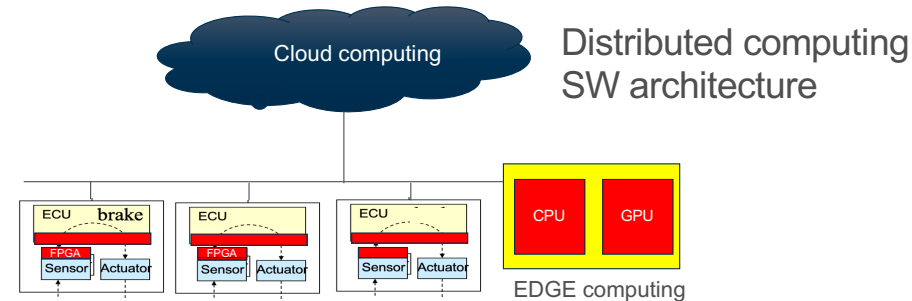 Cloud computing
Distributed computing
SW architecture
ECU brake
FPGA
Sensor
Actuator
ECU
FPGA
Sensor
Actuator
ECU
Sensor
Actuator
CPU
GPU
EDGE computing